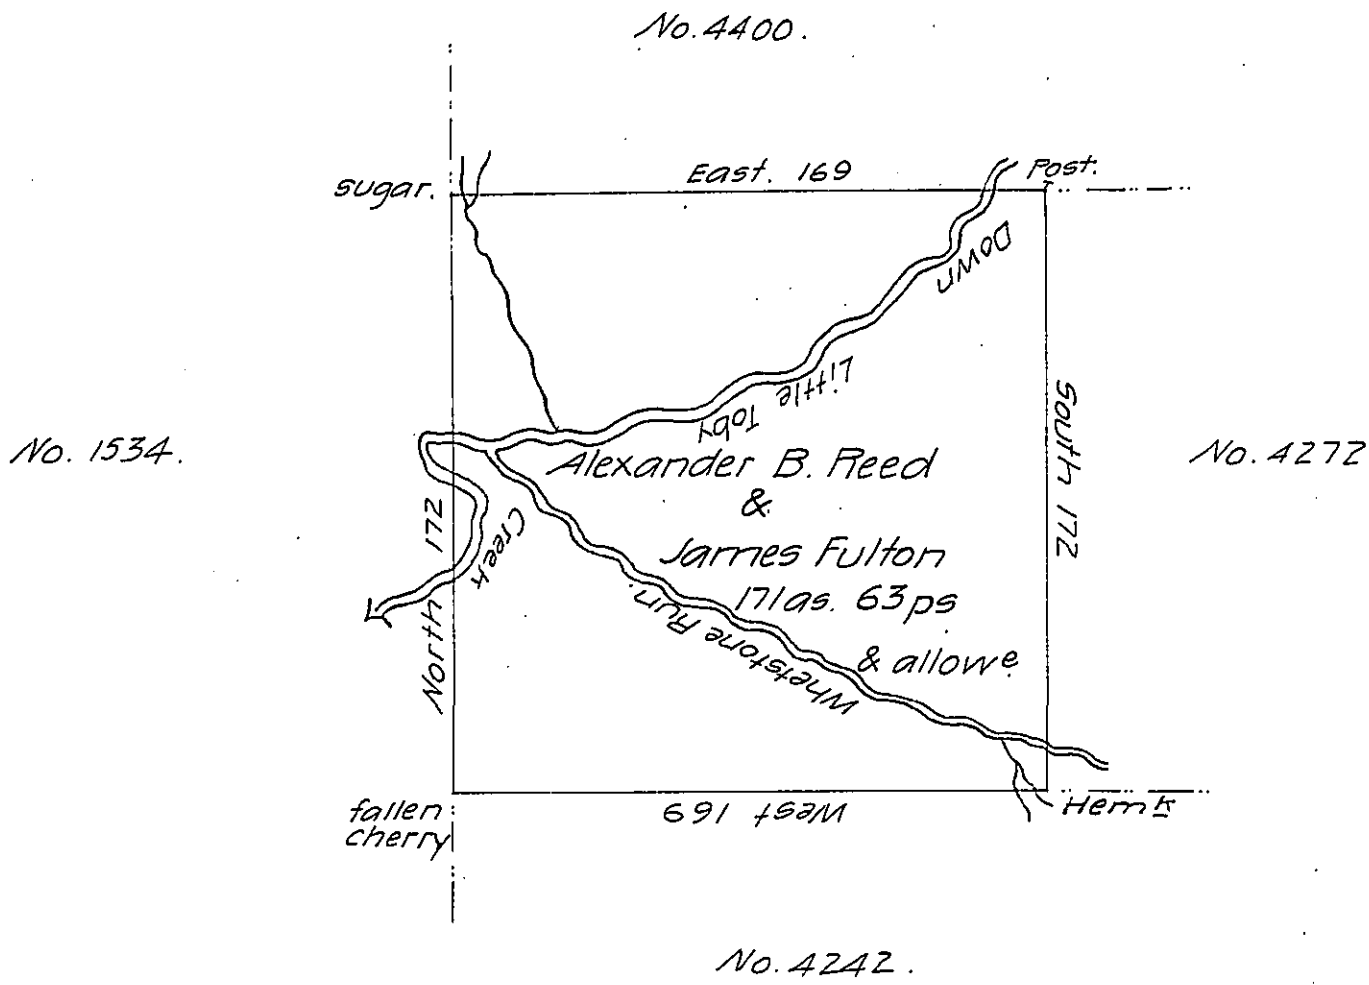 No. 4400.
sugar.
East. 169
Post.
Down
Little
Toby
Creek
No. 1534.
North 172
Alexander B. Reed
&
James Fulton
171as. 63ps
& allowe.
South 172
No. 4272
Whetstone Run.
fallen
cherry
West 169
Hemk
No. 4242.